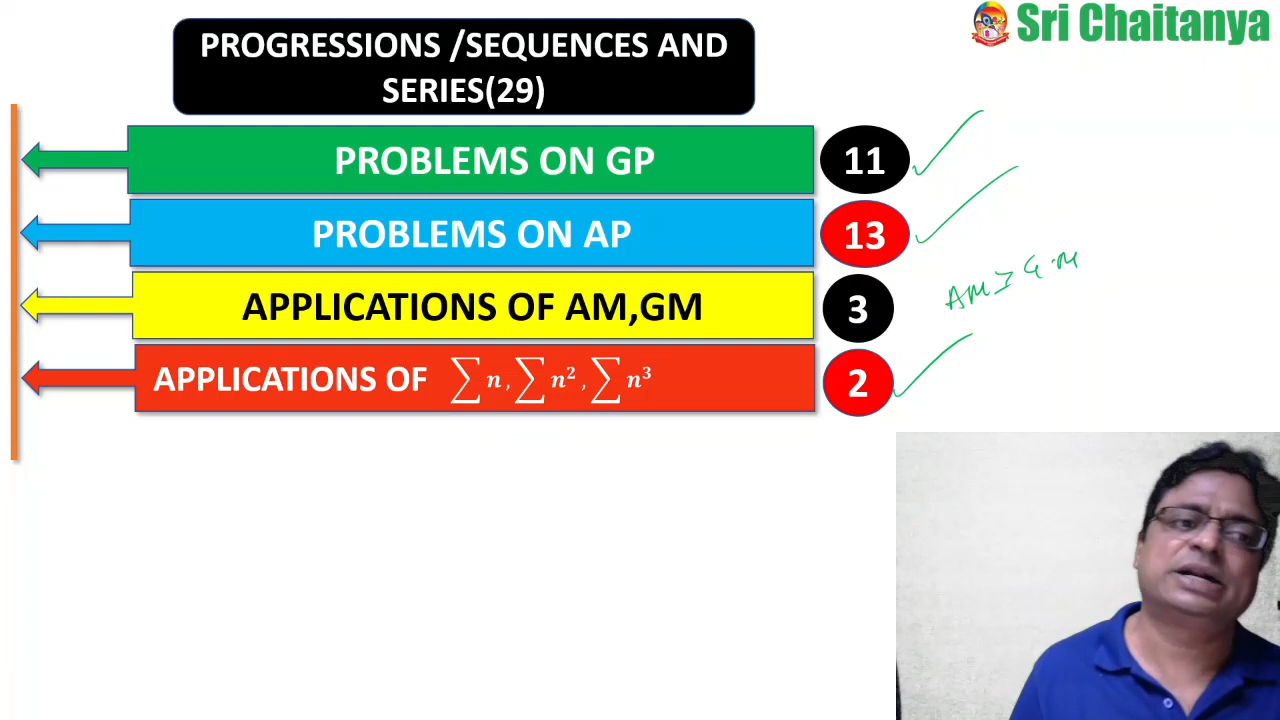 Sri Chaitanya
PROGRESSIONS /SEQUENCES AND
SERIES(29)
PROBLEMS ON GP 11
PROBLEMS ON AP 13
APPLICATIONS OF AM,GM 3
AM ≥ G.M
APPLICATIONS OF ∑n, ∑n², ∑n³ 2